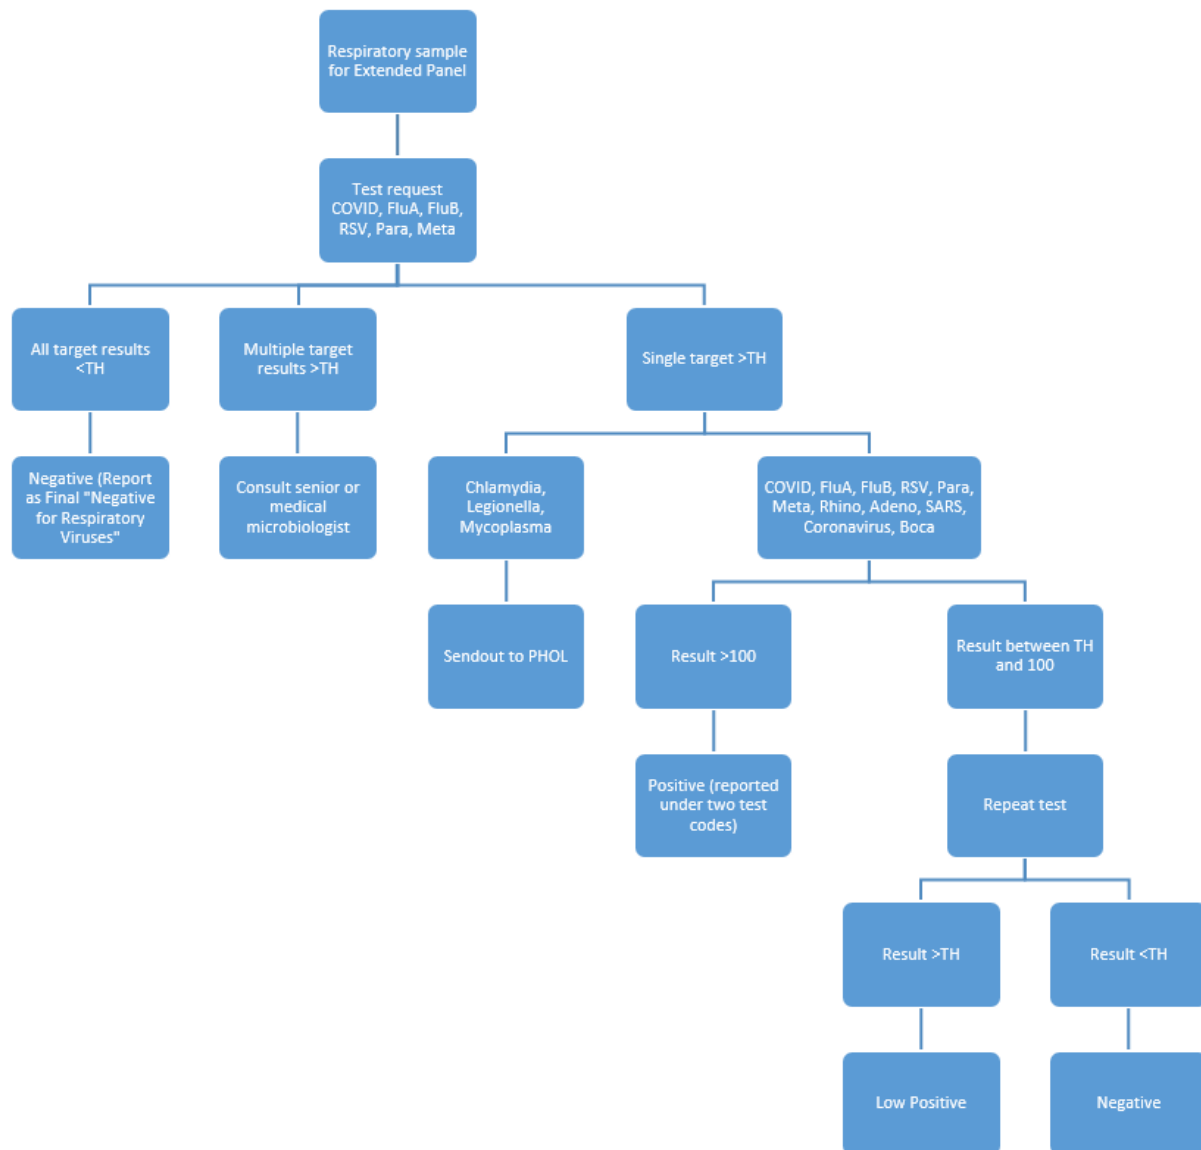 Respiratory sample
for Extended Panel
Test request
COVID, FluA, FluB,
RSV, Para, Meta
All target results
<TH
Multiple target
results >TH
Single target >TH
Negative (Report
as Final "Negative
for Respiratory
Viruses"
Consult senior or
medical
microbiologist
Chlamydia,
Legionella,
Mycoplasma
COVID, FluA, FluB, RSV, Para,
Meta, Rhino, Adeno, SARS,
Coronavirus, Boca
Sendout to PHOL
Result >100
Result between TH
and 100
Positive (reported
under two test
codes)
Repeat test
Result >TH
Result <TH
Low Positive
Negative